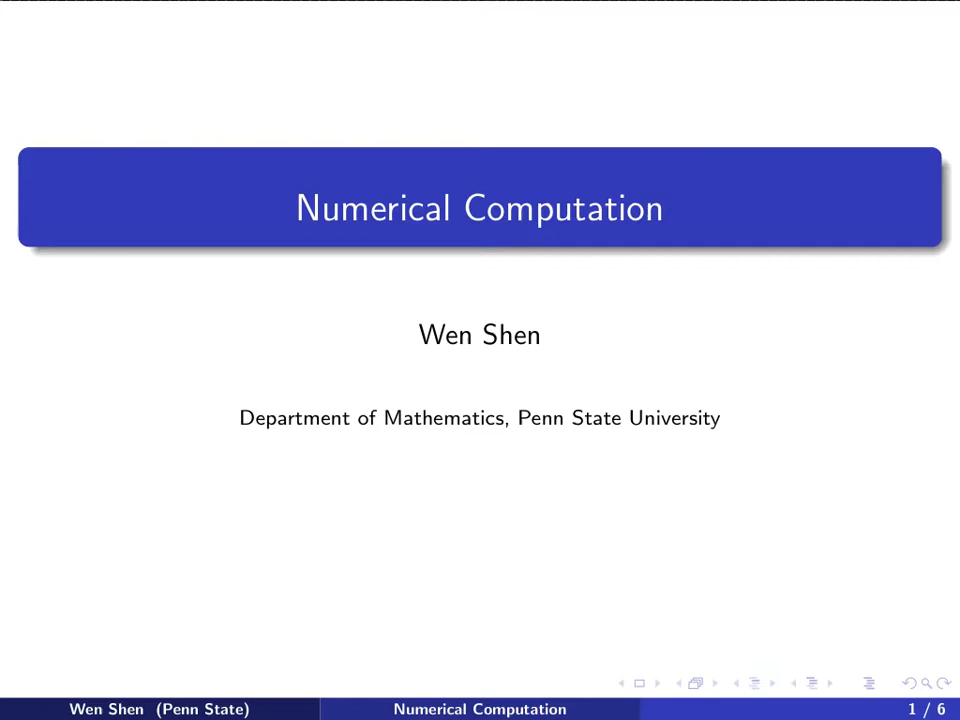 Numerical Computation
Wen Shen
Department of Mathematics, Penn State University
Wen Shen (Penn State)
Numerical Computation
1 / 6